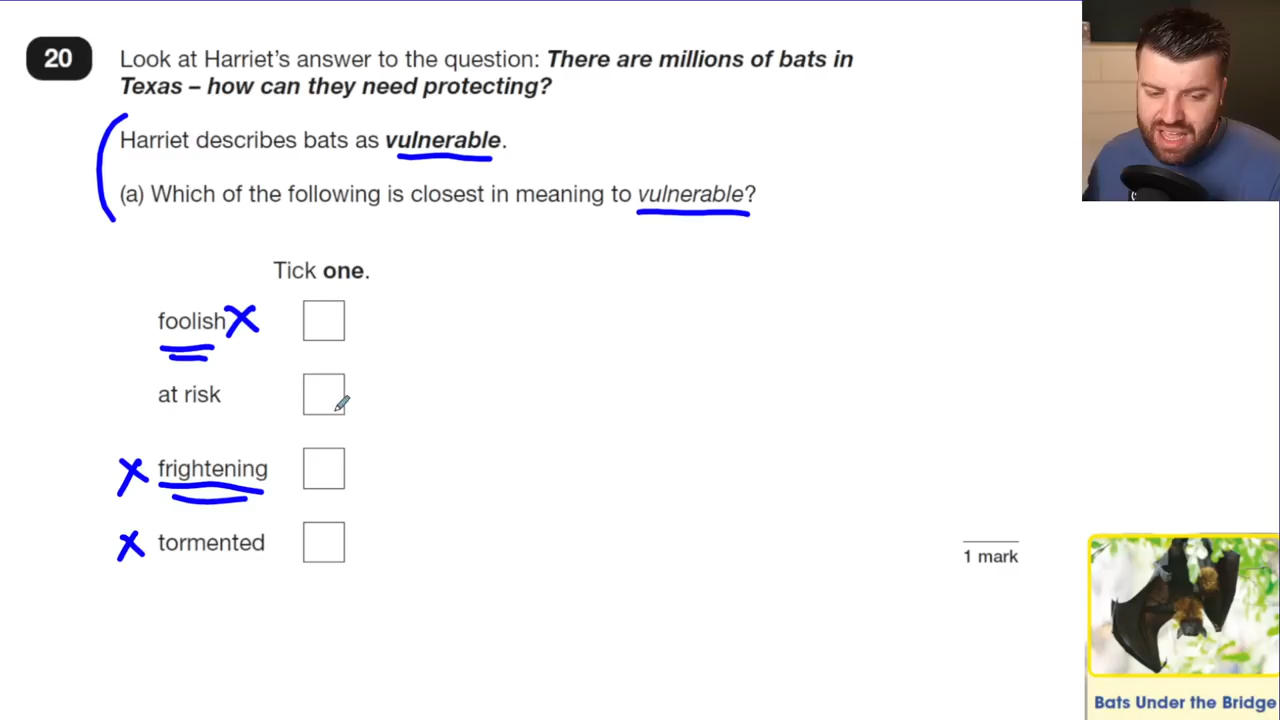 20
Look at Harriet's answer to the question: There are millions of bats in
Texas – how can they need protecting?
Harriet describes bats as vulnerable.
(a) Which of the following is closest in meaning to vulnerable?
Tick one.
foolish
at risk
frightening
tormented
1 mark
Bats Under the Bridge